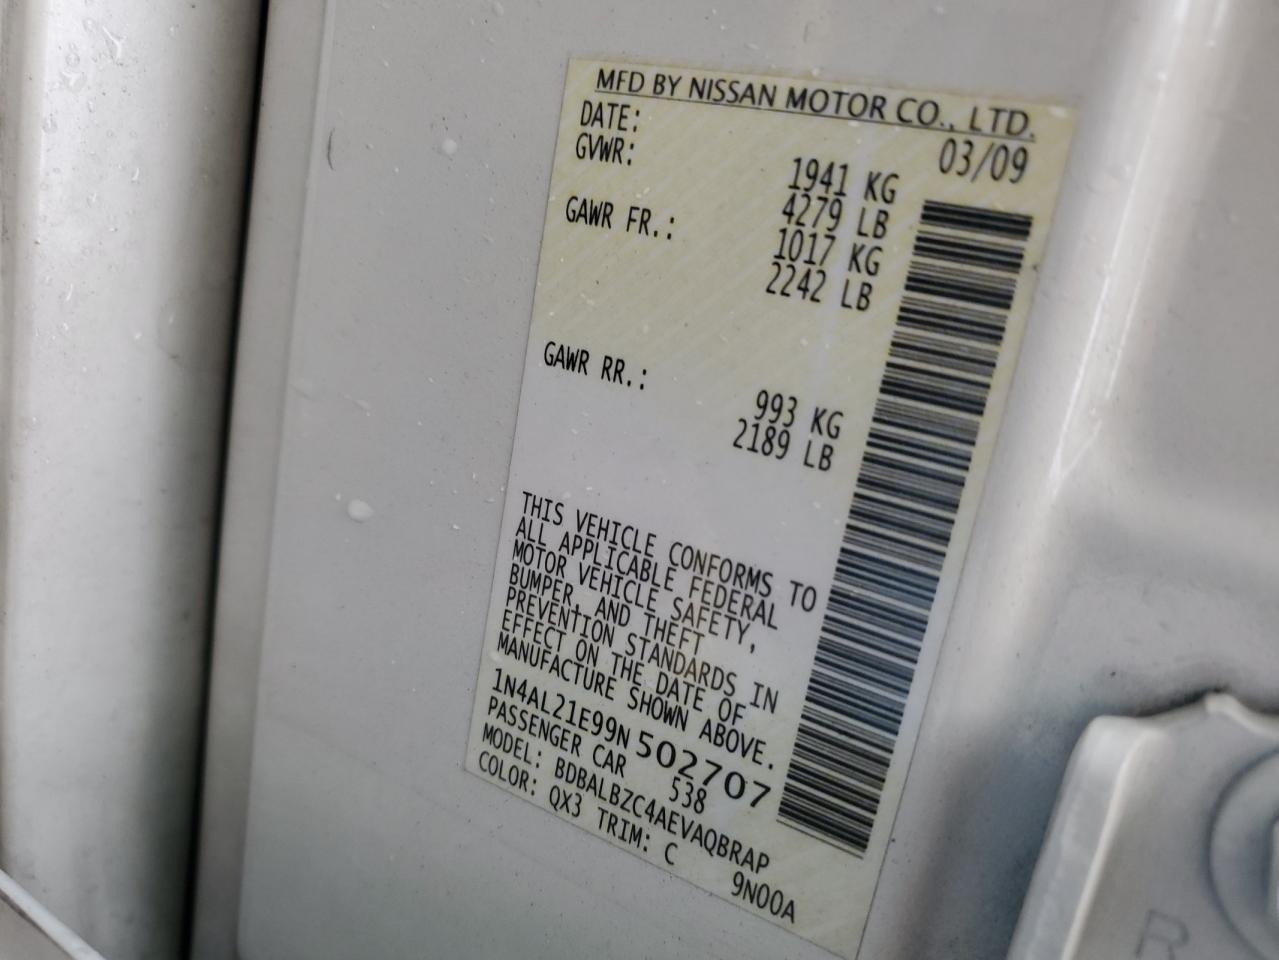 MFD BY NISSAN MOTOR CO., LTD.
DATE: 03/09
GVWR: 1941 KG
4279 LB
GAWR FR.: 1017 KG
2242 LB
GAWR RR.: 993 KG
2189 LB
THIS VEHICLE CONFORMS TO
ALL APPLICABLE FEDERAL
MOTOR VEHICLE SAFETY,
BUMPER, AND THEFT
PREVENTION STANDARDS IN
EFFECT ON THE DATE OF
MANUFACTURE SHOWN ABOVE.
1N4AL21E99N502707
PASSENGER CAR 538
MODEL: BDBALBZC4AEVAQBRAP
COLOR: QX3 TRIM: C 9N00A
R